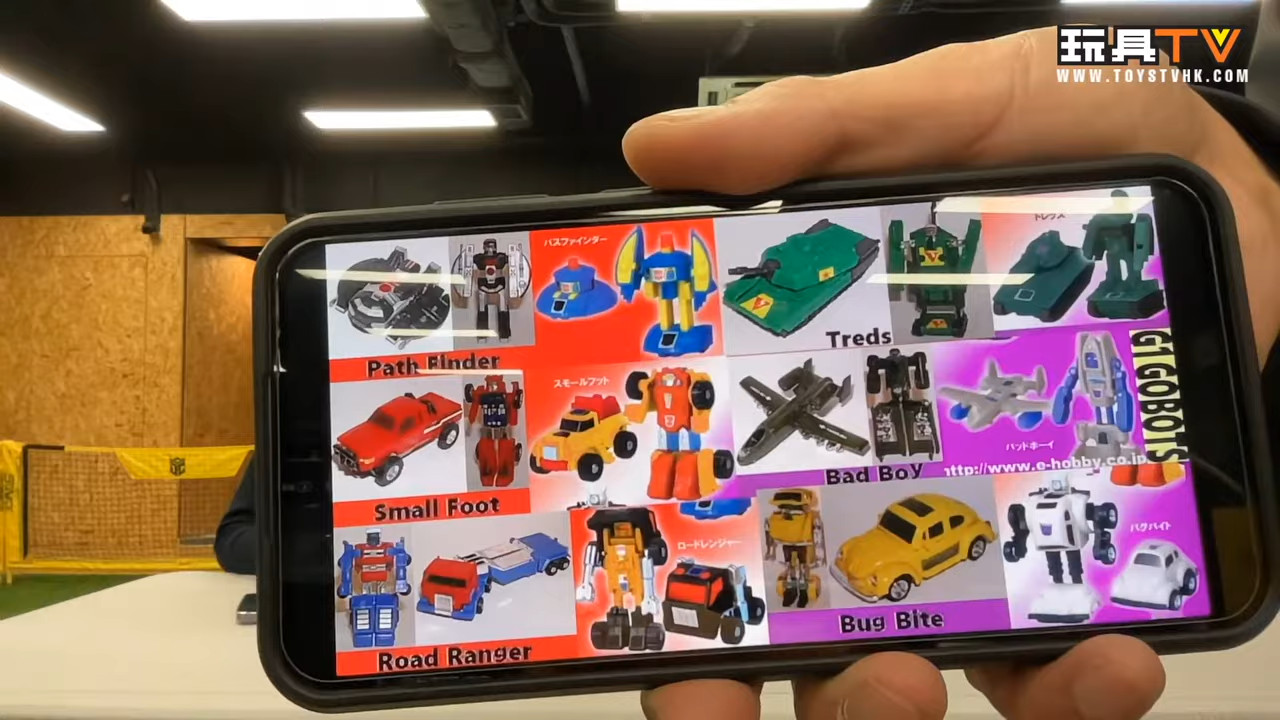 玩具TV
WWW.TOYSTVHK.COM
パスファインダー
トレッズ
Path Finder
Treds
スモールフット
バッドボーイ
G1GOBOTS
Small Foot
Bad Boy
http://www.e-hobby.co.jp
ロードレンジャー
バグバイト
Road Ranger
Bug Bite